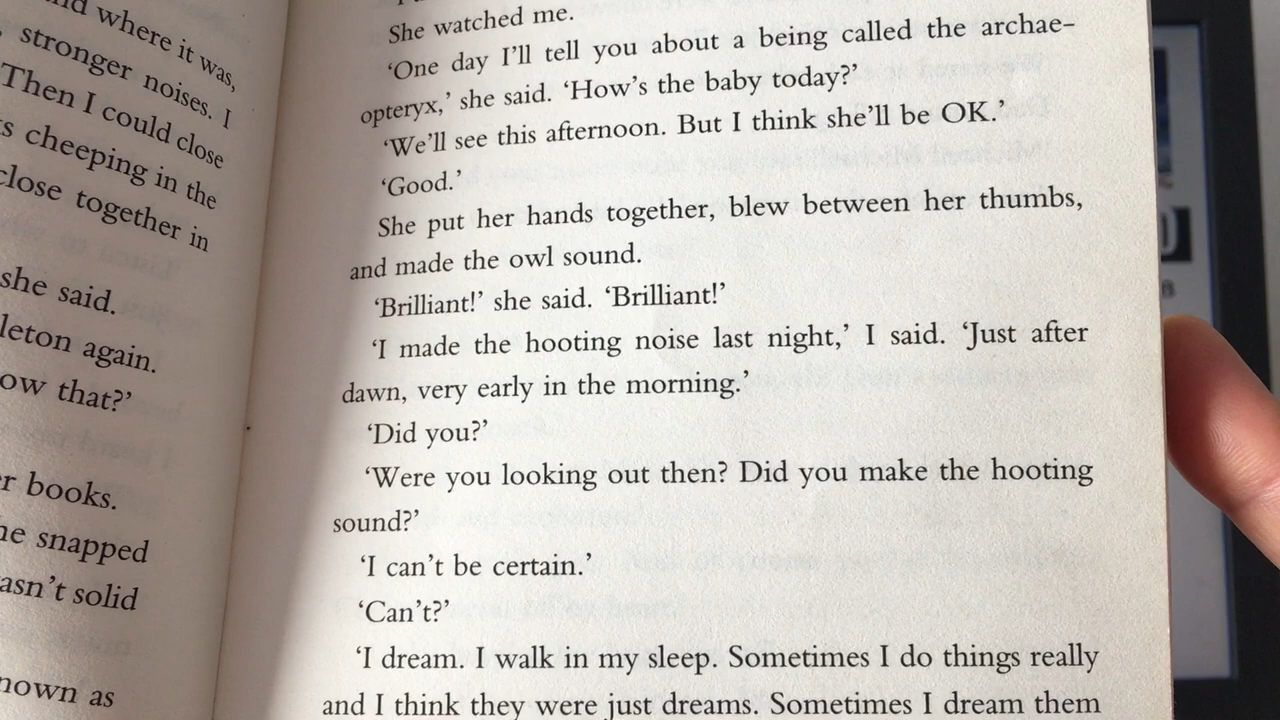 where it was,
stronger noises. I
Then I could close
cheeping in the
close together in
she said.
again.
that?'
books.
snapped
solid
as
She watched me.
‘One day I’ll tell you about a being called the archae-
opteryx,’ she said. ‘How’s the baby today?’
‘We’ll see this afternoon. But I think she’ll be OK.’
‘Good.’
She put her hands together, blew between her thumbs,
and made the owl sound.
‘Brilliant!’ she said. ‘Brilliant!’
‘I made the hooting noise last night,’ I said. ‘Just after
dawn, very early in the morning.’
‘Did you?’
‘Were you looking out then? Did you make the hooting
sound?’
‘I can’t be certain.’
‘Can’t?’
‘I dream. I walk in my sleep. Sometimes I do things really
and I think they were just dreams. Sometimes I dream them